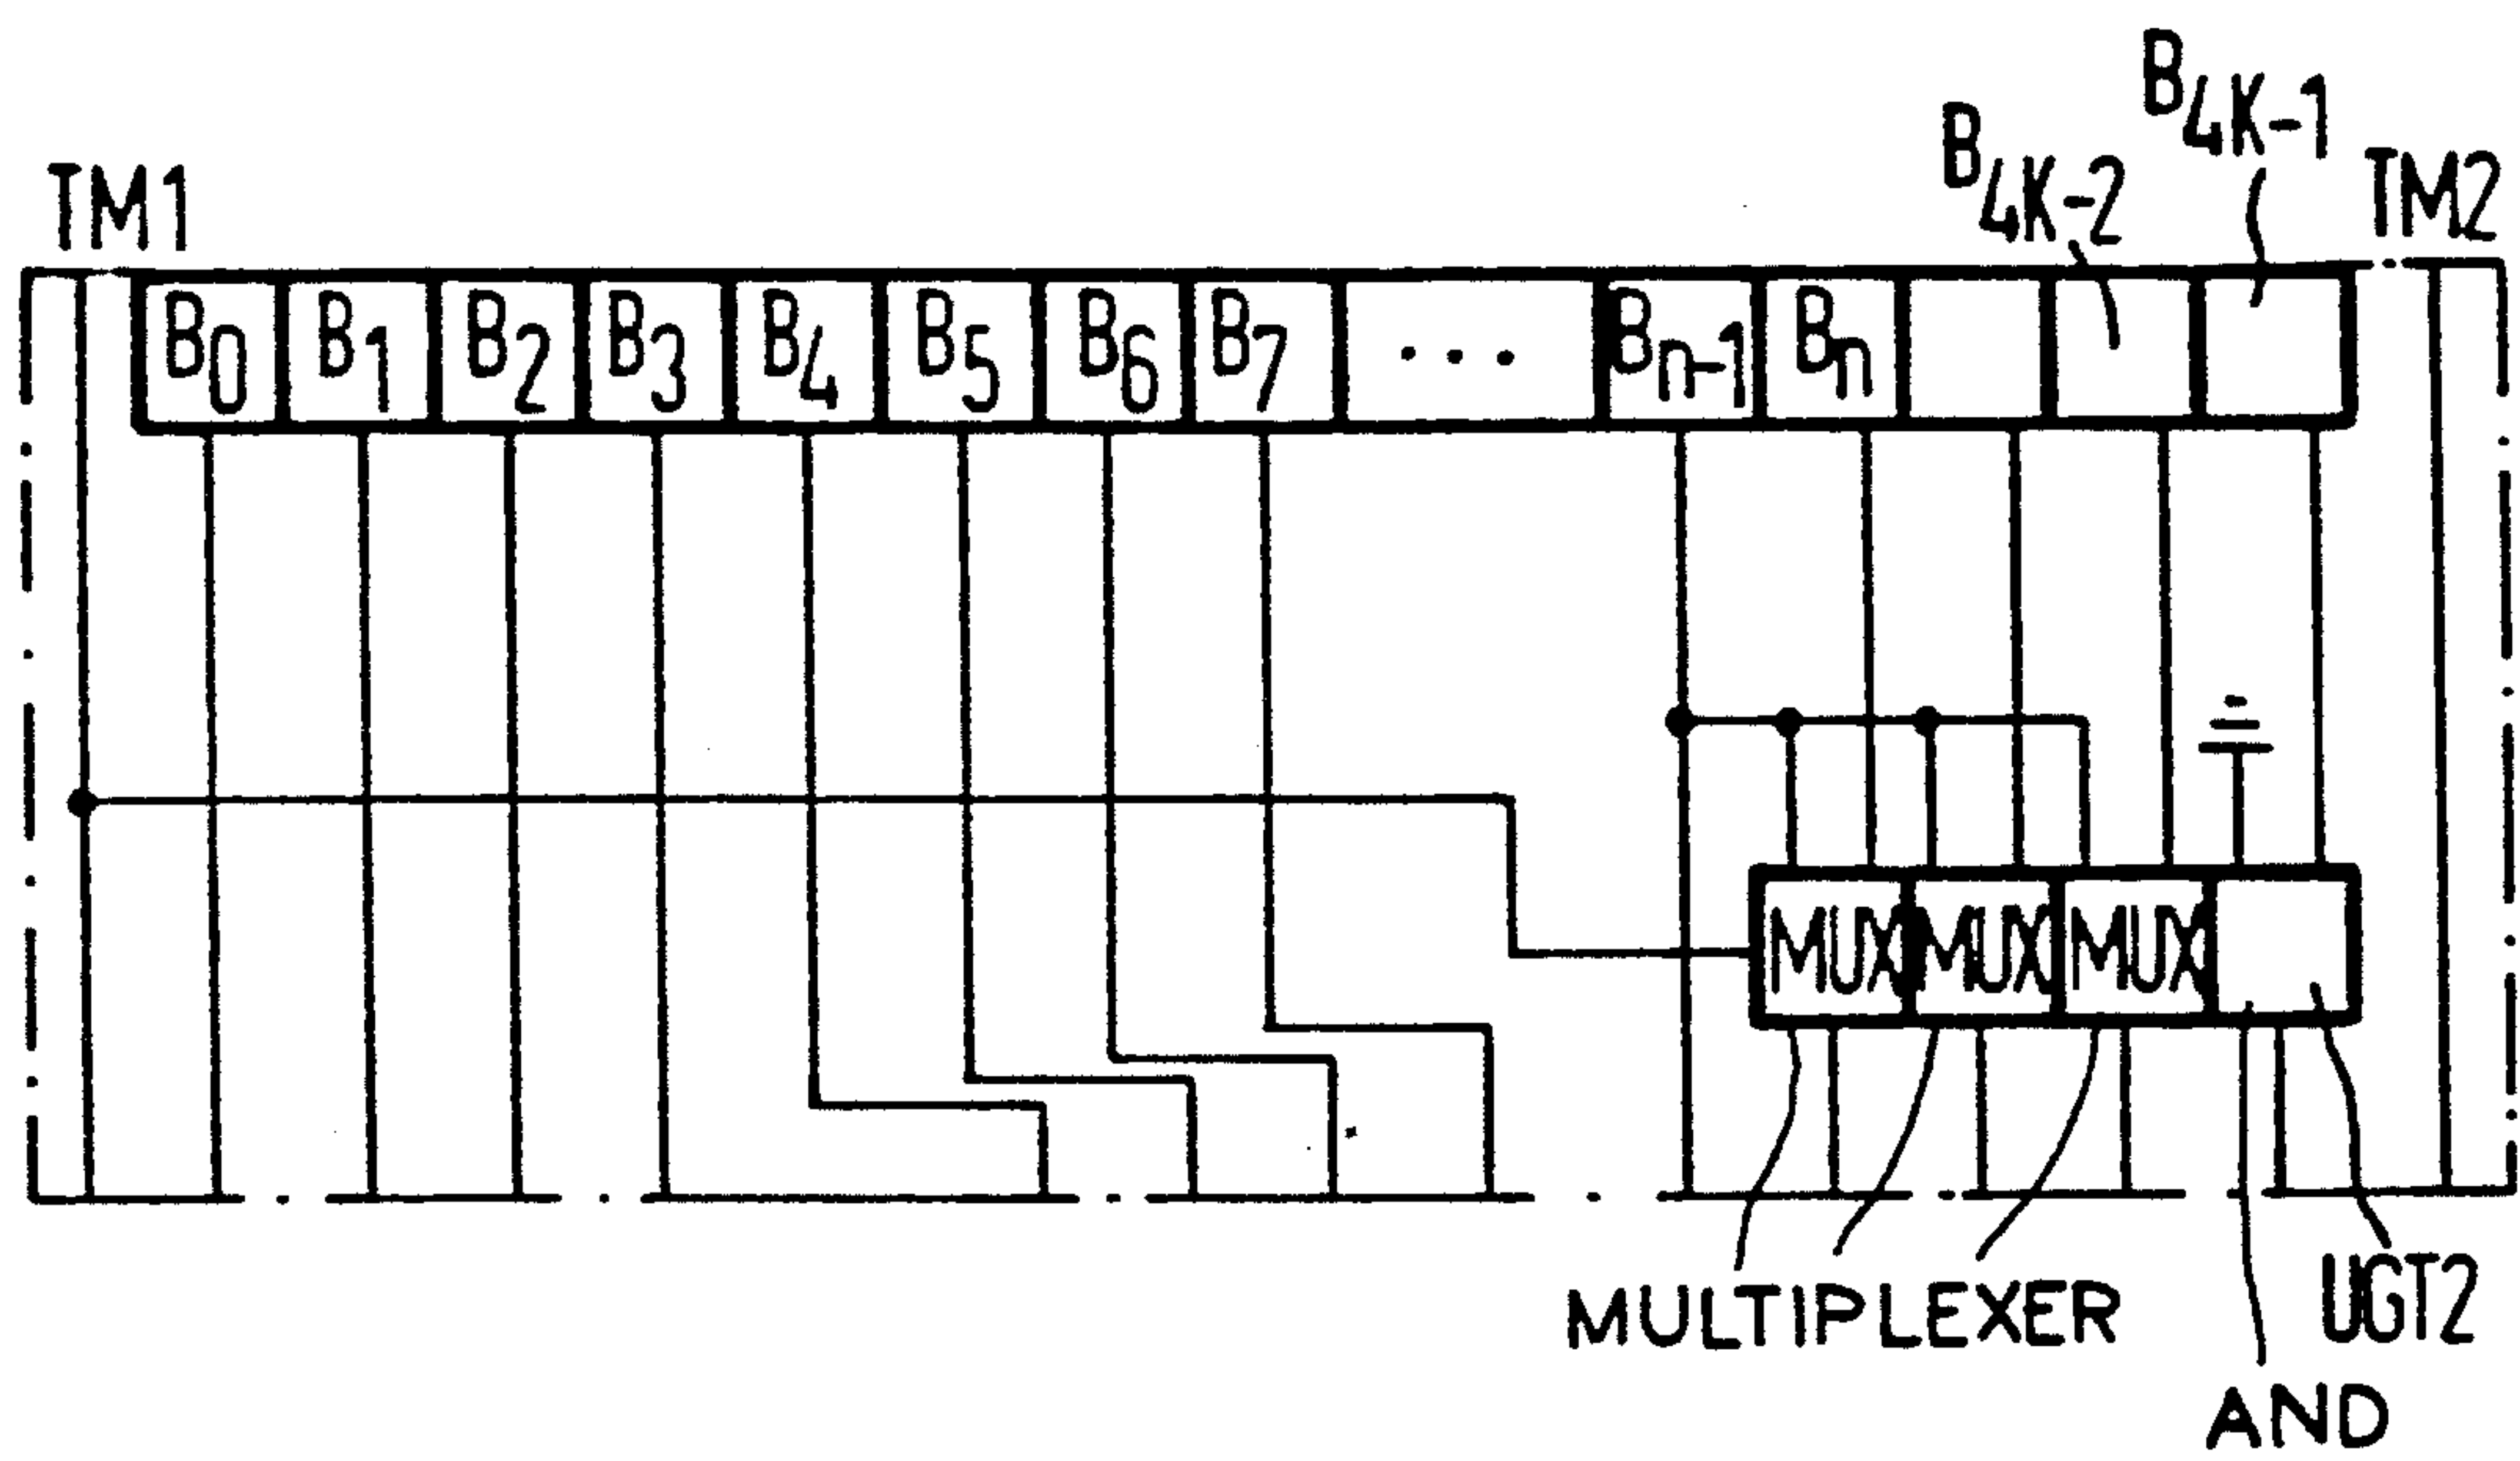 B4K-1
B4K-2
TM1
TM2
B0 B1 B2 B3 B4 B5 B6 B7 ... Bn-1 Bn
MUX MUX MUX
MULTIPLEXER
UGT2
AND